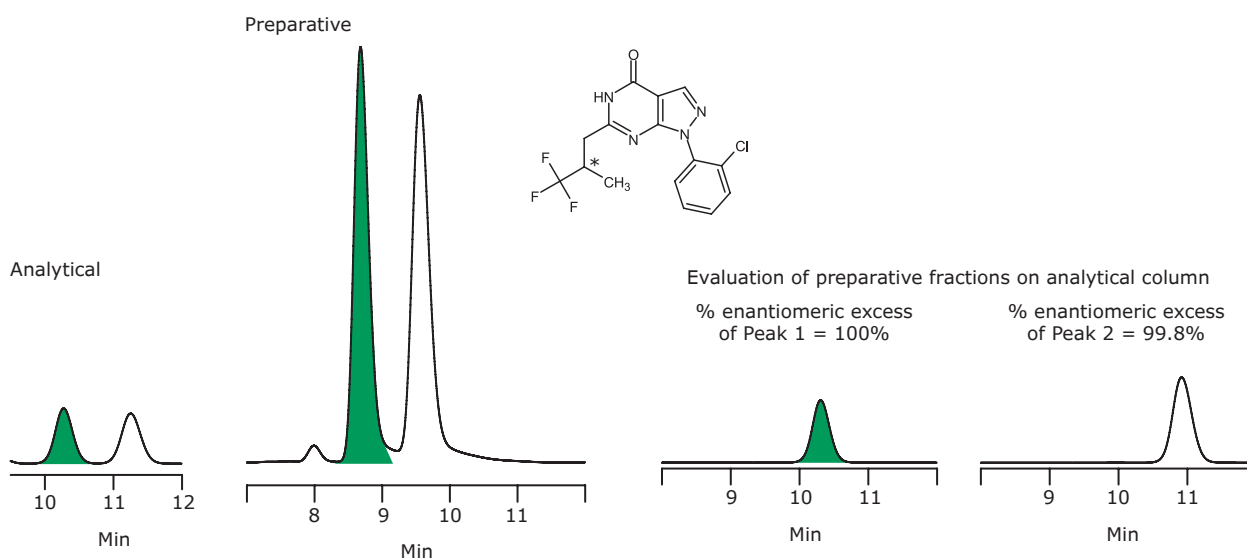 Preparative
O
HN
N
N
N
Cl
F
F
F
*
CH3
Analytical
Evaluation of preparative fractions on analytical column
% enantiomeric excess
of Peak 1 = 100%
% enantiomeric excess
of Peak 2 = 99.8%
10 11 12
Min
8 9 10 11
Min
9 10 11
Min
9 10 11
Min